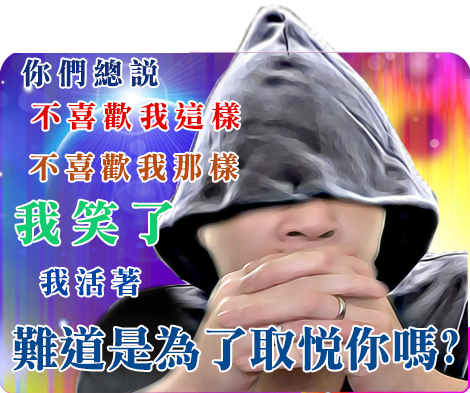 你們總説
不喜歡我這樣
不喜歡我那樣
我笑了
我活著
難道是為了取悅你嗎?